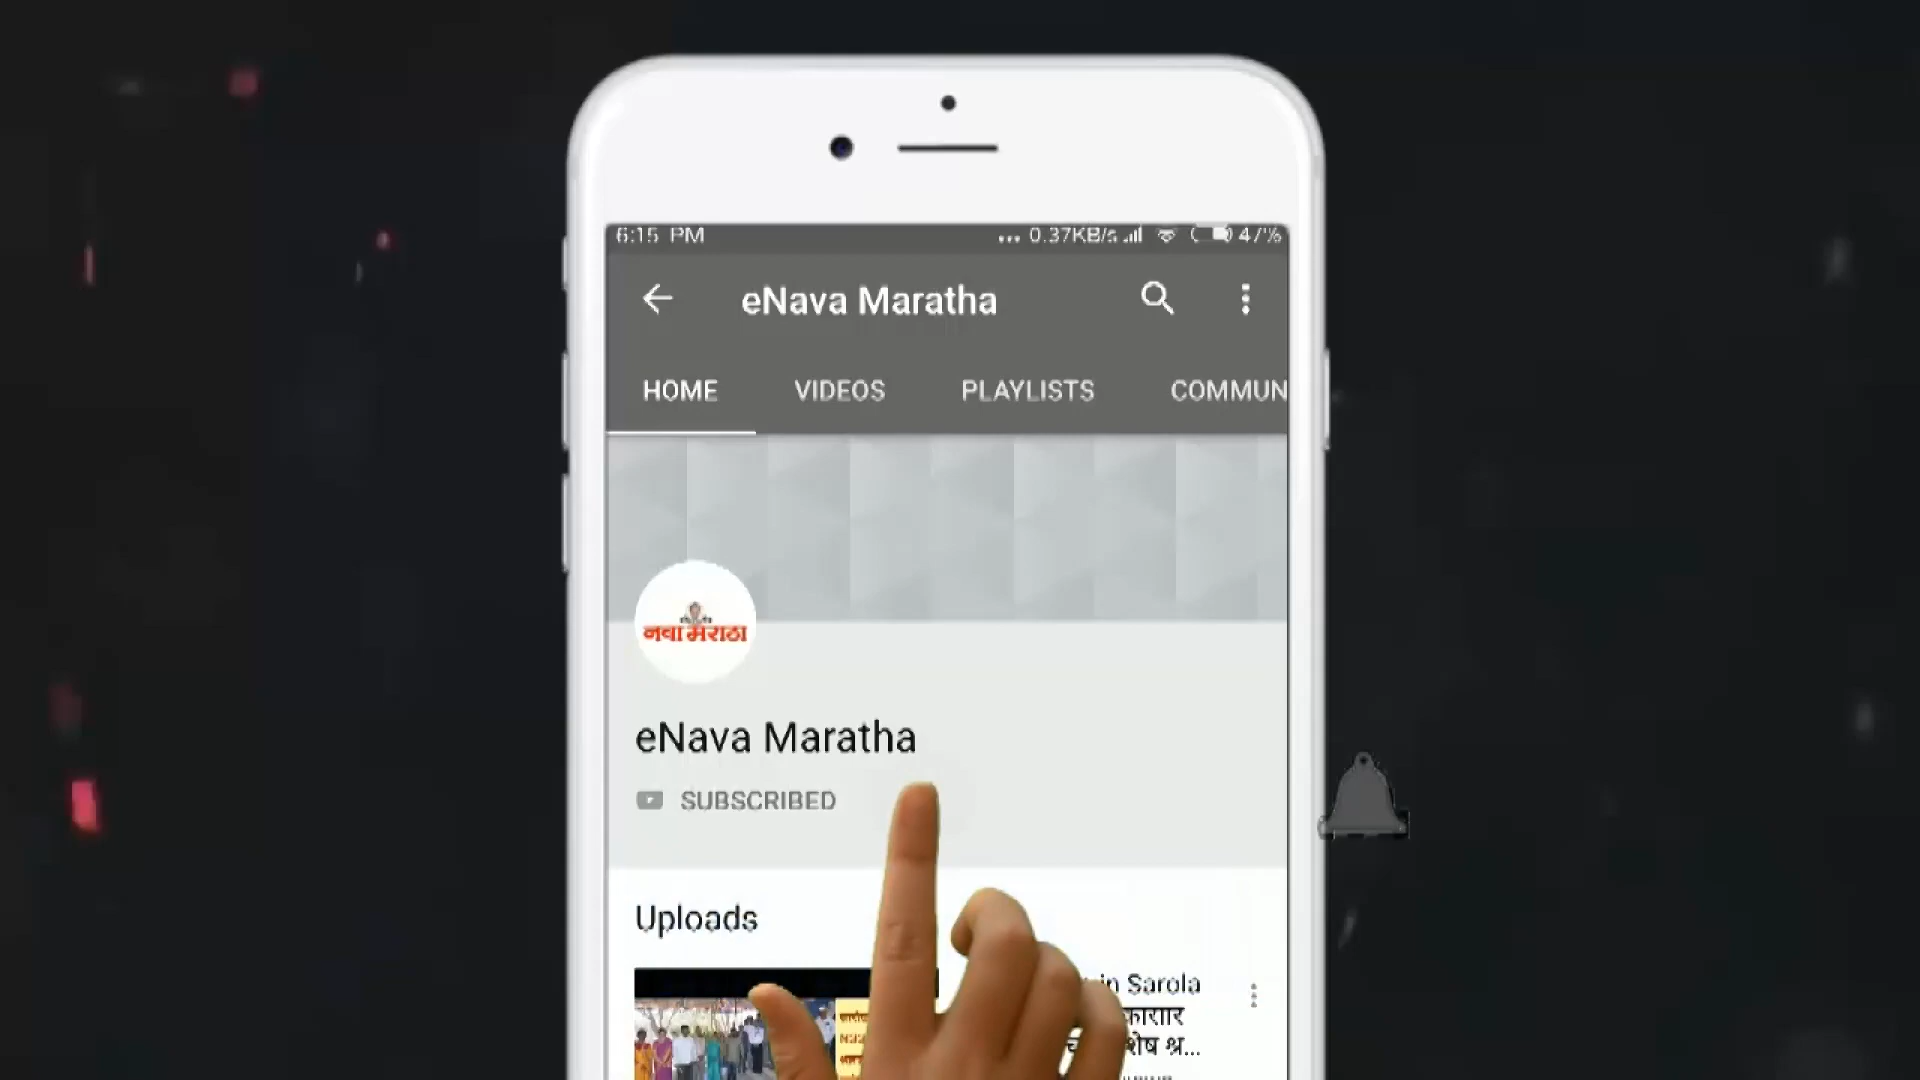 6:15 PM
0.37KB/s
47%
eNava Maratha
HOME
VIDEOS
PLAYLISTS
COMMUN
नवा मराठा
eNava Maratha
SUBSCRIBED
Uploads
in Sarola